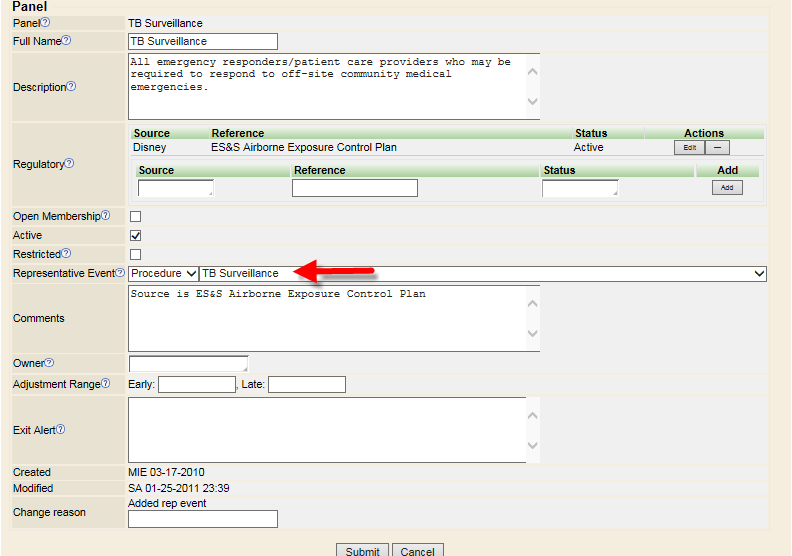 Panel
Panel? TB Surveillance
Full Name? TB Surveillance
Description? All emergency responders/patient care providers who may be
required to respond to off-site community medical
emergencies.
Regulatory?
Source Reference Status Actions
Disney ES&S Airborne Exposure Control Plan Active Edit —
Source Reference Status Add
Add
Open Membership?
Active
Restricted?
Representative Event? Procedure TB Surveillance
Comments Source is ES&S Airborne Exposure Control Plan
Owner?
Adjustment Range? Early: , Late:
Exit Alert?
Created MIE 03-17-2010
Modified SA 01-25-2011 23:39
Change reason Added rep event
Submit Cancel